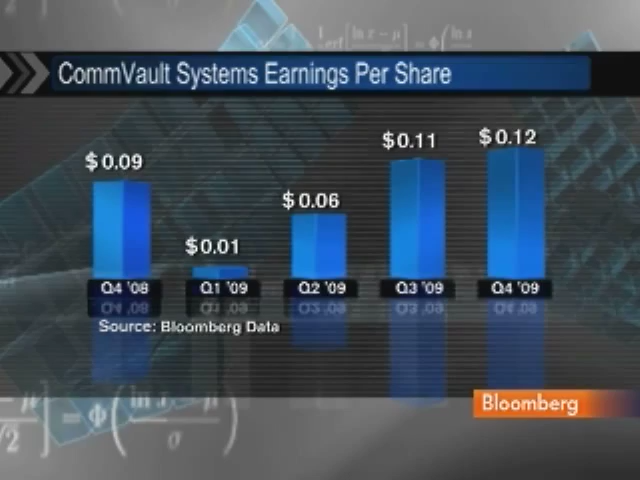 CommVault Systems Earnings Per Share
$0.09
$0.01
$0.06
$0.11
$0.12
Q4 '08
Q1 '09
Q2 '09
Q3 '09
Q4 '09
Source: Bloomberg Data
Bloomberg